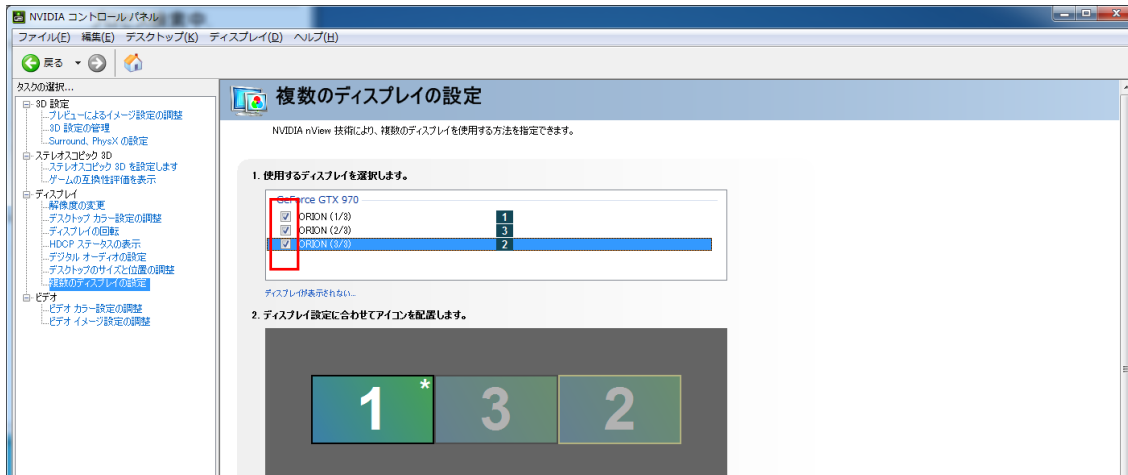 NVIDIA コントロール パネル
ファイル(F) 編集(E) デスクトップ(K) ディスプレイ(D) ヘルプ(H)
戻る
タスクの選択...
3D 設定
プレビューによるイメージ設定の調整
3D 設定の管理
Surround、PhysX の設定
ステレオスコピック 3D
ステレオスコピック 3D を設定します
ゲームの互換性評価を表示
ディスプレイ
解像度の変更
デスクトップ カラー設定の調整
ディスプレイの回転
HDCP ステータスの表示
デジタル オーディオの設定
デスクトップのサイズと位置の調整
複数のディスプレイの設定
ビデオ
ビデオ カラー設定の調整
ビデオ イメージ設定の調整
複数のディスプレイの設定
NVIDIA nView 技術により、複数のディスプレイを使用する方法を指定できます。
1. 使用するディスプレイを選択します。
GeForce GTX 970
ORION (1/3) 1
ORION (2/3) 3
ORION (3/3) 2
ディスプレイが表示されない...
2. ディスプレイ設定に合わせてアイコンを配置します。
1 * 3 2